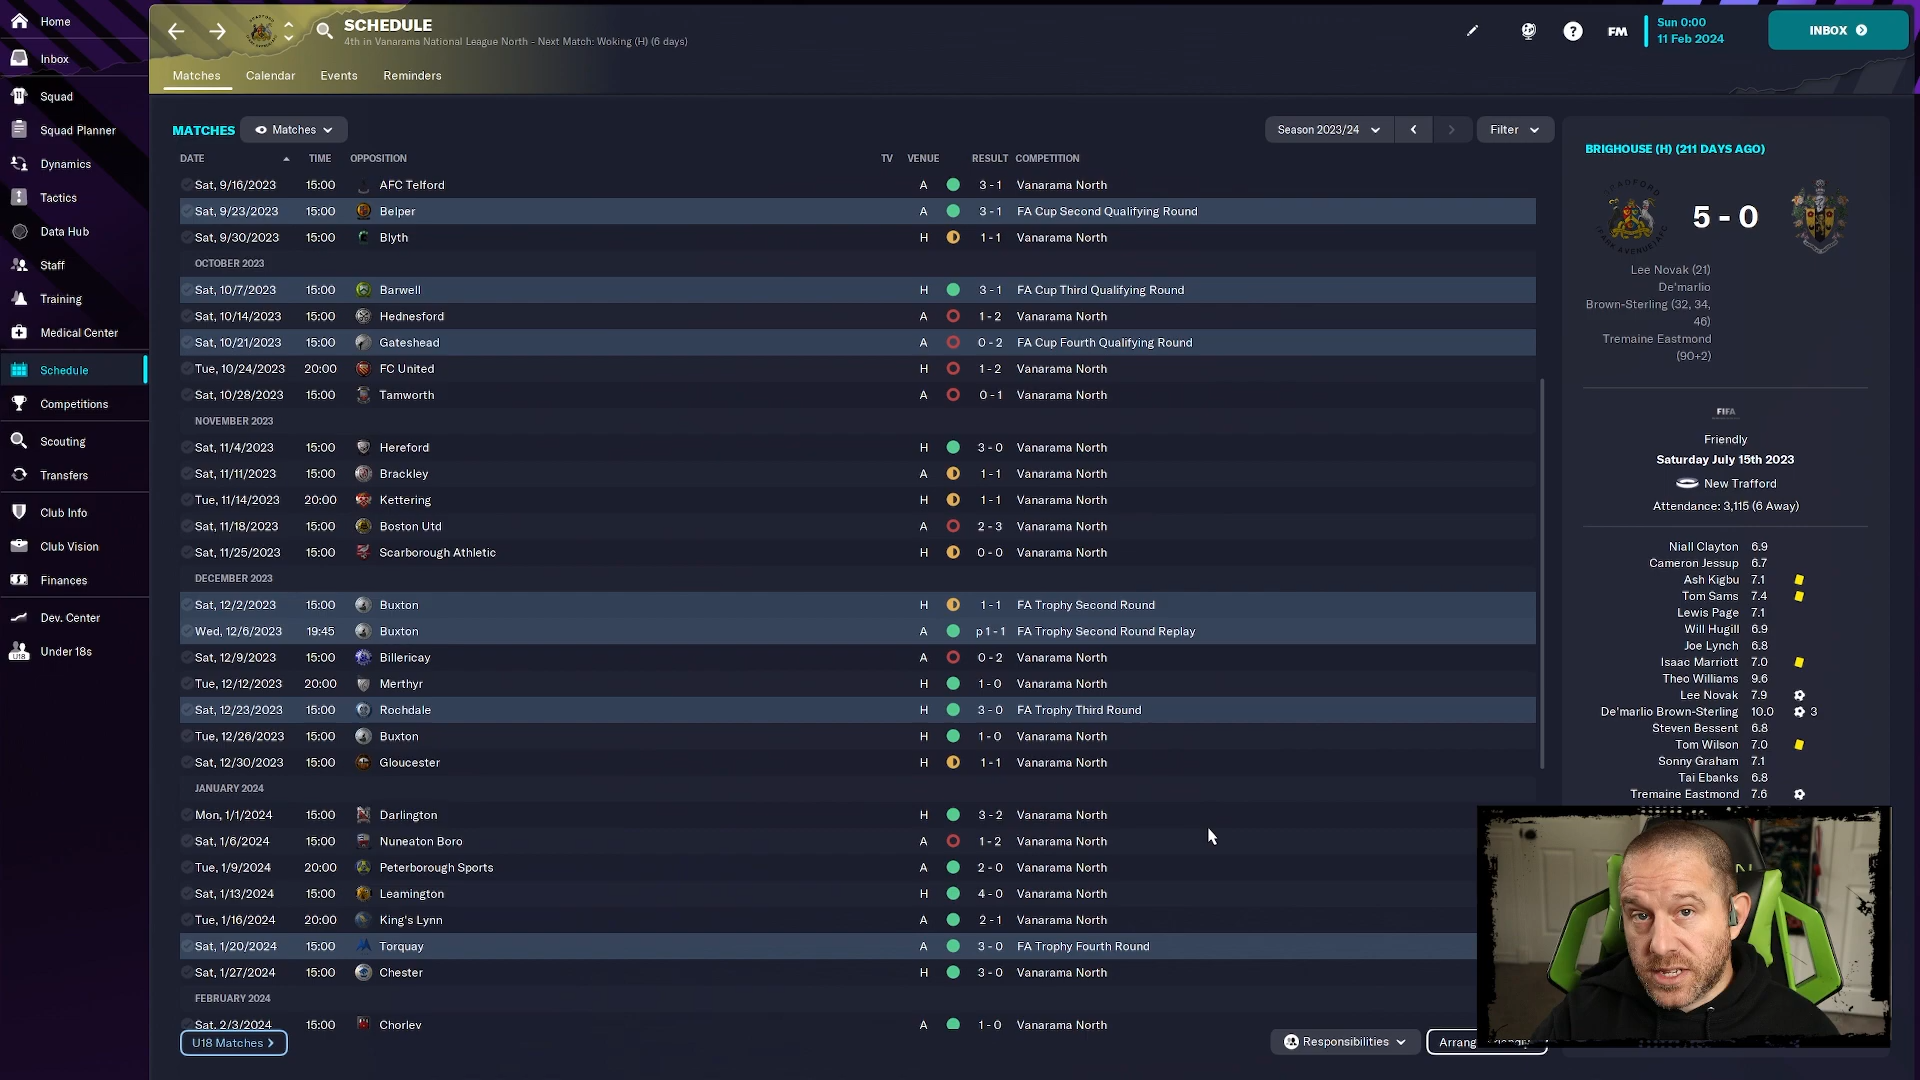 Home
Inbox
Squad
Squad Planner
Dynamics
Tactics
Data Hub
Staff
Training
Medical Center
Schedule
Competitions
Scouting
Transfers
Club Info
Club Vision
Finances
Dev. Center
Under 18s
SCHEDULE
4th in Vanarama National League North - Next Match: Woking (H) (6 days)
FM
Sun 0:00
11 Feb 2024
INBOX
Matches Calendar Events Reminders
MATCHES Matches
Season 2023/24 Filter
DATE TIME OPPOSITION TV VENUE RESULT COMPETITION
Sat, 9/16/2023 15:00 AFC Telford A 3 - 1 Vanarama North
Sat, 9/23/2023 15:00 Belper A 3 - 1 FA Cup Second Qualifying Round
Sat, 9/30/2023 15:00 Blyth H 1 - 1 Vanarama North
OCTOBER 2023
Sat, 10/7/2023 15:00 Barwell H 3 - 1 FA Cup Third Qualifying Round
Sat, 10/14/2023 15:00 Hednesford A 1 - 2 Vanarama North
Sat, 10/21/2023 15:00 Gateshead A 0 - 2 FA Cup Fourth Qualifying Round
Tue, 10/24/2023 20:00 FC United H 1 - 2 Vanarama North
Sat, 10/28/2023 15:00 Tamworth A 0 - 1 Vanarama North
NOVEMBER 2023
Sat, 11/4/2023 15:00 Hereford H 3 - 0 Vanarama North
Sat, 11/11/2023 15:00 Brackley A 1 - 1 Vanarama North
Tue, 11/14/2023 20:00 Kettering H 1 - 1 Vanarama North
Sat, 11/18/2023 15:00 Boston Utd A 2 - 3 Vanarama North
Sat, 11/25/2023 15:00 Scarborough Athletic H 0 - 0 Vanarama North
DECEMBER 2023
Sat, 12/2/2023 15:00 Buxton H 1 - 1 FA Trophy Second Round
Wed, 12/6/2023 19:45 Buxton A p 1 - 1 FA Trophy Second Round Replay
Sat, 12/9/2023 15:00 Billericay A 0 - 2 Vanarama North
Tue, 12/12/2023 20:00 Merthyr H 1 - 0 Vanarama North
Sat, 12/23/2023 15:00 Rochdale H 3 - 0 FA Trophy Third Round
Tue, 12/26/2023 15:00 Buxton H 1 - 0 Vanarama North
Sat, 12/30/2023 15:00 Gloucester H 1 - 1 Vanarama North
JANUARY 2024
Mon, 1/1/2024 15:00 Darlington H 3 - 2 Vanarama North
Sat, 1/6/2024 15:00 Nuneaton Boro A 1 - 2 Vanarama North
Tue, 1/9/2024 20:00 Peterborough Sports A 2 - 0 Vanarama North
Sat, 1/13/2024 15:00 Leamington H 4 - 0 Vanarama North
Tue, 1/16/2024 20:00 King's Lynn A 2 - 1 Vanarama North
Sat, 1/20/2024 15:00 Torquay A 3 - 0 FA Trophy Fourth Round
Sat, 1/27/2024 15:00 Chester H 3 - 0 Vanarama North
FEBRUARY 2024
Sat, 2/3/2024 15:00 Chorley A 1 - 0 Vanarama North
U18 Matches
Responsibilities
BRIGHOUSE (H) (211 DAYS AGO)
5 - 0
Lee Novak (21)
De'marlio
Brown-Sterling (32, 34,
46)
Tremaine Eastmond
(90+2)
FIFA
Friendly
Saturday July 15th 2023
New Trafford
Attendance: 3,115 (6 Away)
Niall Clayton 6.9
Cameron Jessup 6.7
Ash Kigbu 7.1
Tom Sams 7.4
Lewis Page 7.1
Will Hugill 6.9
Joe Lynch 6.8
Isaac Marriott 7.0
Theo Williams 9.6
Lee Novak 7.9
De'marlio Brown-Sterling 10.0 3
Steven Bessent 6.8
Tom Wilson 7.0
Sonny Graham 7.1
Tai Ebanks 6.8
Tremaine Eastmond 7.6